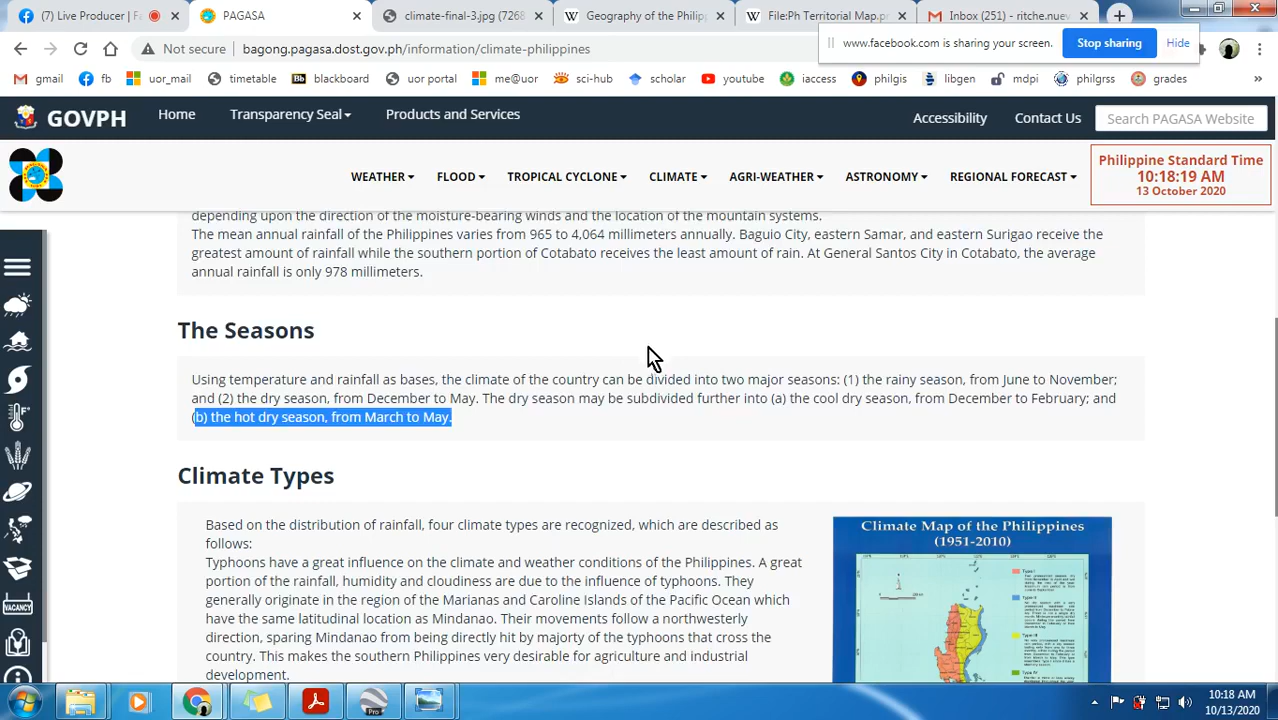 (7) Live Producer | F
PAGASA
climate-final-3.jpg (7268
Geography of the Philipp
File:Ph Territorial Map.pn
Inbox (251) - ritche.nuev
Not secure
bagong.pagasa.dost.gov.ph/information/climate-philippines
www.facebook.com is sharing your screen.
Stop sharing
Hide
gmail
fb
uor_mail
timetable
blackboard
uor portal
me@uor
sci-hub
scholar
youtube
iaccess
philgis
libgen
mdpi
philgrss
grades
»
GOVPH
Home
Transparency Seal
Products and Services
Accessibility
Contact Us
Search PAGASA Website
WEATHER
FLOOD
TROPICAL CYCLONE
CLIMATE
AGRI-WEATHER
ASTRONOMY
REGIONAL FORECAST
Philippine Standard Time
10:18:19 AM
13 October 2020
depending upon the direction of the moisture-bearing winds and the location of the mountain systems.
The mean annual rainfall of the Philippines varies from 965 to 4,064 millimeters annually. Baguio City, eastern Samar, and eastern Surigao receive the
greatest amount of rainfall while the southern portion of Cotabato receives the least amount of rain. At General Santos City in Cotabato, the average
annual rainfall is only 978 millimeters.
The Seasons
Using temperature and rainfall as bases, the climate of the country can be divided into two major seasons: (1) the rainy season, from June to November;
and (2) the dry season, from December to May. The dry season may be subdivided further into (a) the cool dry season, from December to February; and
(b) the hot dry season, from March to May.
Climate Types
Based on the distribution of rainfall, four climate types are recognized, which are described as
follows:
Typhoons have a great influence on the climate and weather conditions of the Philippines. A great
portion of the rainfall, humidity and cloudiness are due to the influence of typhoons. They
generally originate in the region of the Marianas and Caroline Islands of the Pacific Ocean which
have the same latitudinal location as Mindanao. Their movements follow a northwesterly
direction, sparing Mindanao from being directly hit by majorty of the typhoons that cross the
country. This makes the southern Philippines very desirable for agriculture and industrial
development.
Climate Map of the Philippines
(1951-2010)
VACANCY
10:18 AM
10/13/2020